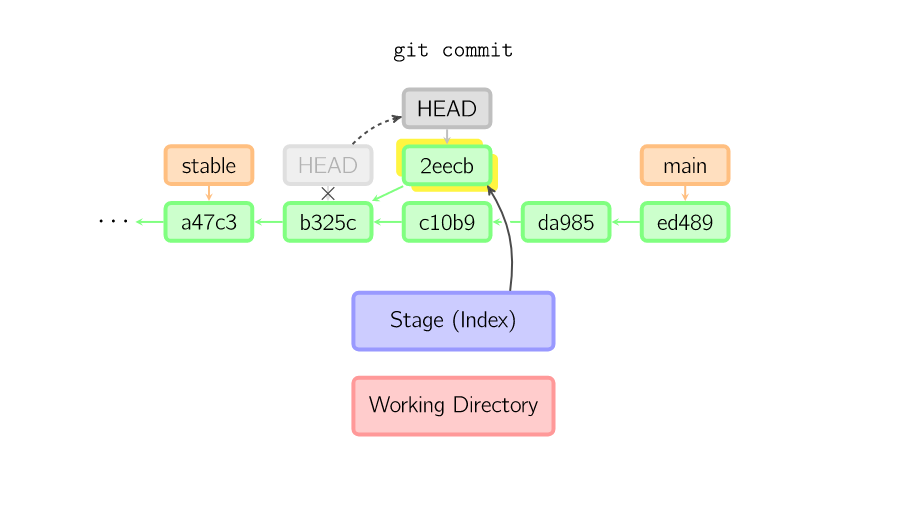 git commit
HEAD
stable
HEAD
2eecb
main
···
a47c3
b325c
c10b9
da985
ed489
Stage (Index)
Working Directory